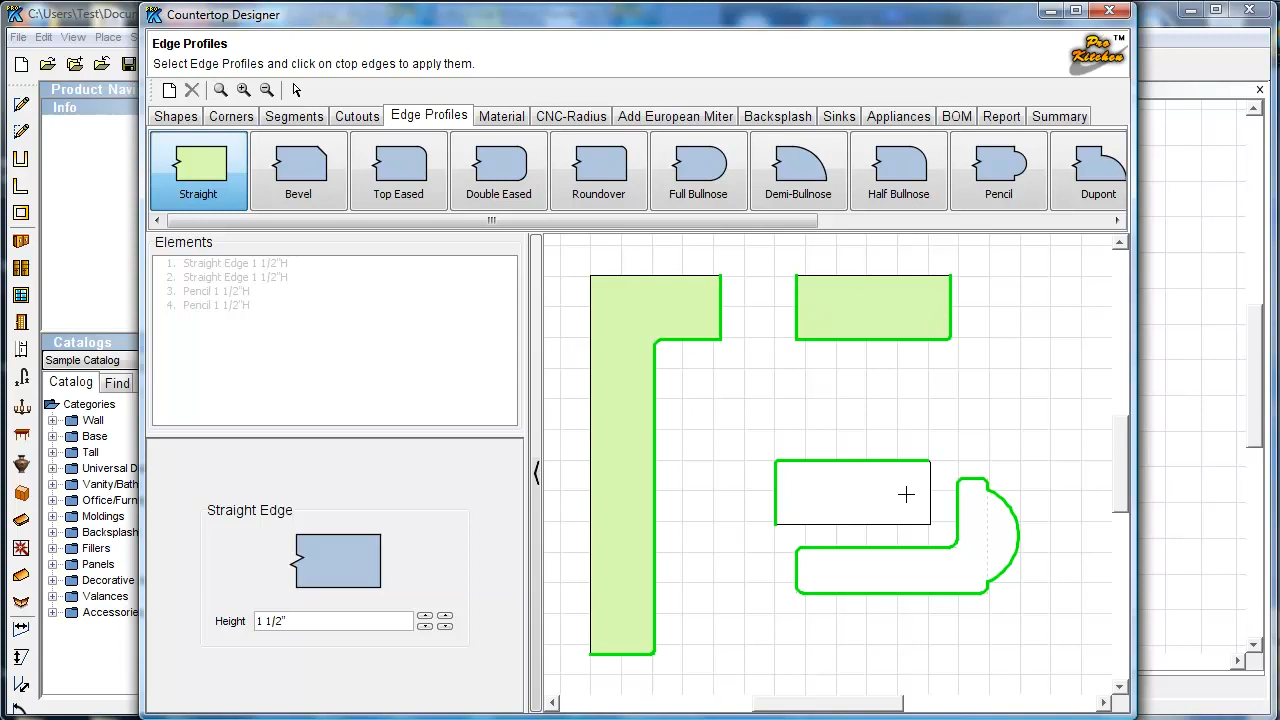 C:\Users\Test\Docun
Countertop Designer
File Edit View Place S
Edge Profiles
Select Edge Profiles and click on ctop edges to apply them.
Pro Kitchen ™
Product Navi
Info
Shapes Corners Segments Cutouts Edge Profiles Material CNC-Radius Add European Miter Backsplash Sinks Appliances BOM Report Summary
Straight Bevel Top Eased Double Eased Roundover Full Bullnose Demi-Bullnose Half Bullnose Pencil Dupont
Elements
1. Straight Edge 1 1/2"H
2. Straight Edge 1 1/2"H
3. Pencil 1 1/2"H
4. Pencil 1 1/2"H
Catalogs
Sample Catalog
Catalog Find
Categories
Wall
Base
Tall
Universal D
Vanity/Bath
Office/Furn
Moldings
Backsplash
Fillers
Panels
Decorative
Valances
Accessorie
Straight Edge
Height 1 1/2"